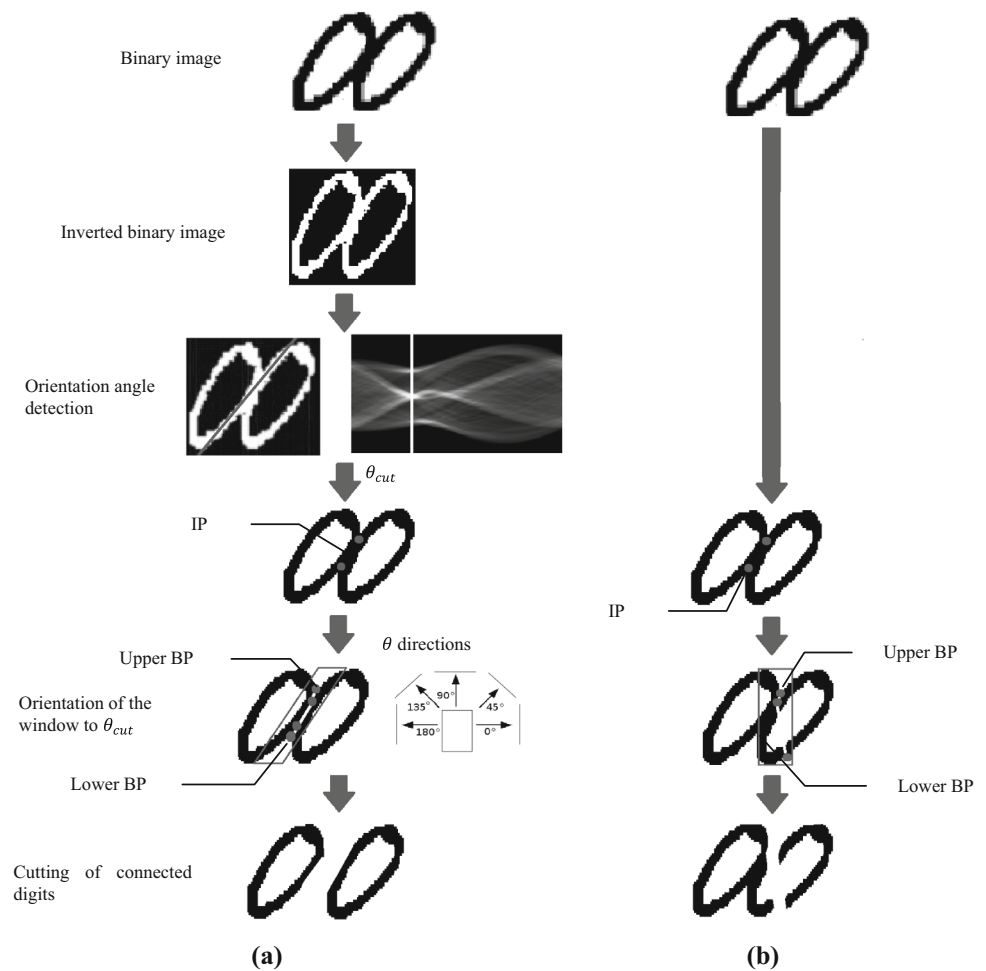 Binary image
Inverted binary image
Orientation angle
detection
θcut
IP
IP
θ directions
Upper BP
Upper BP
90°
135°
45°
180°
0°
Orientation of the
window to θcut
Lower BP
Lower BP
Cutting of connected
digits
(a)
(b)